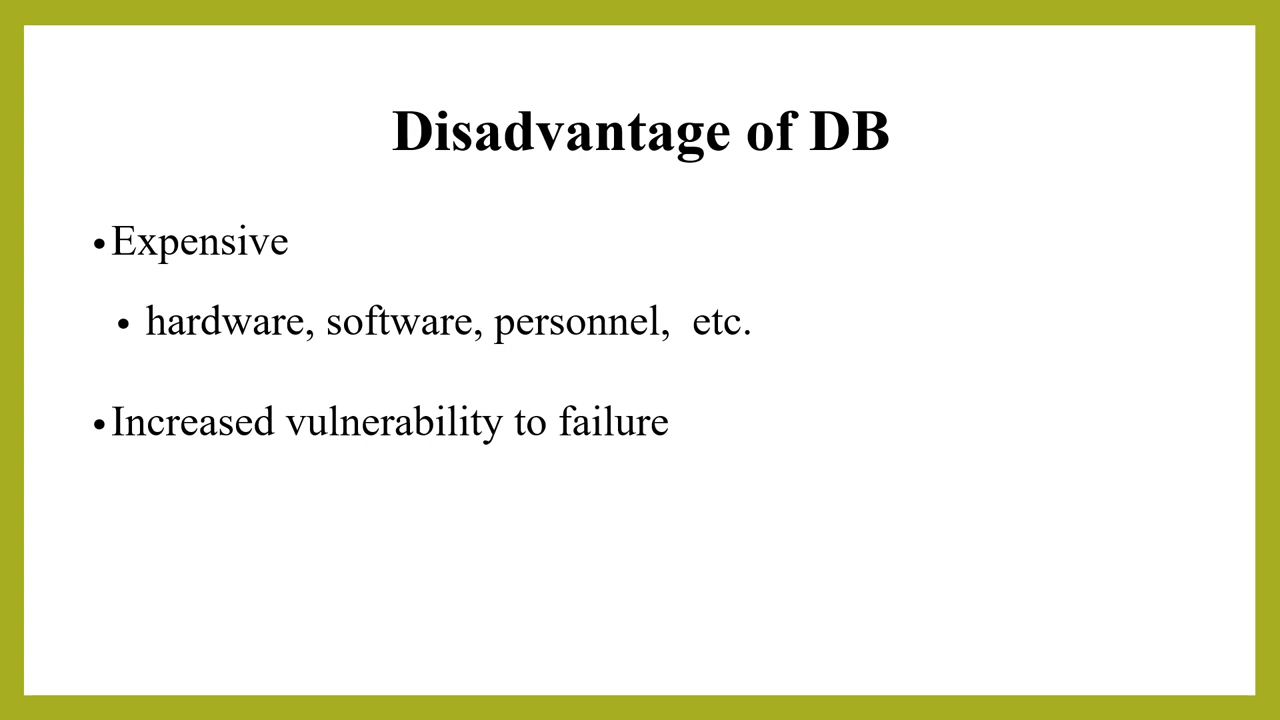 Disadvantage of DB
•Expensive
• hardware, software, personnel,  etc.
•Increased vulnerability to failure